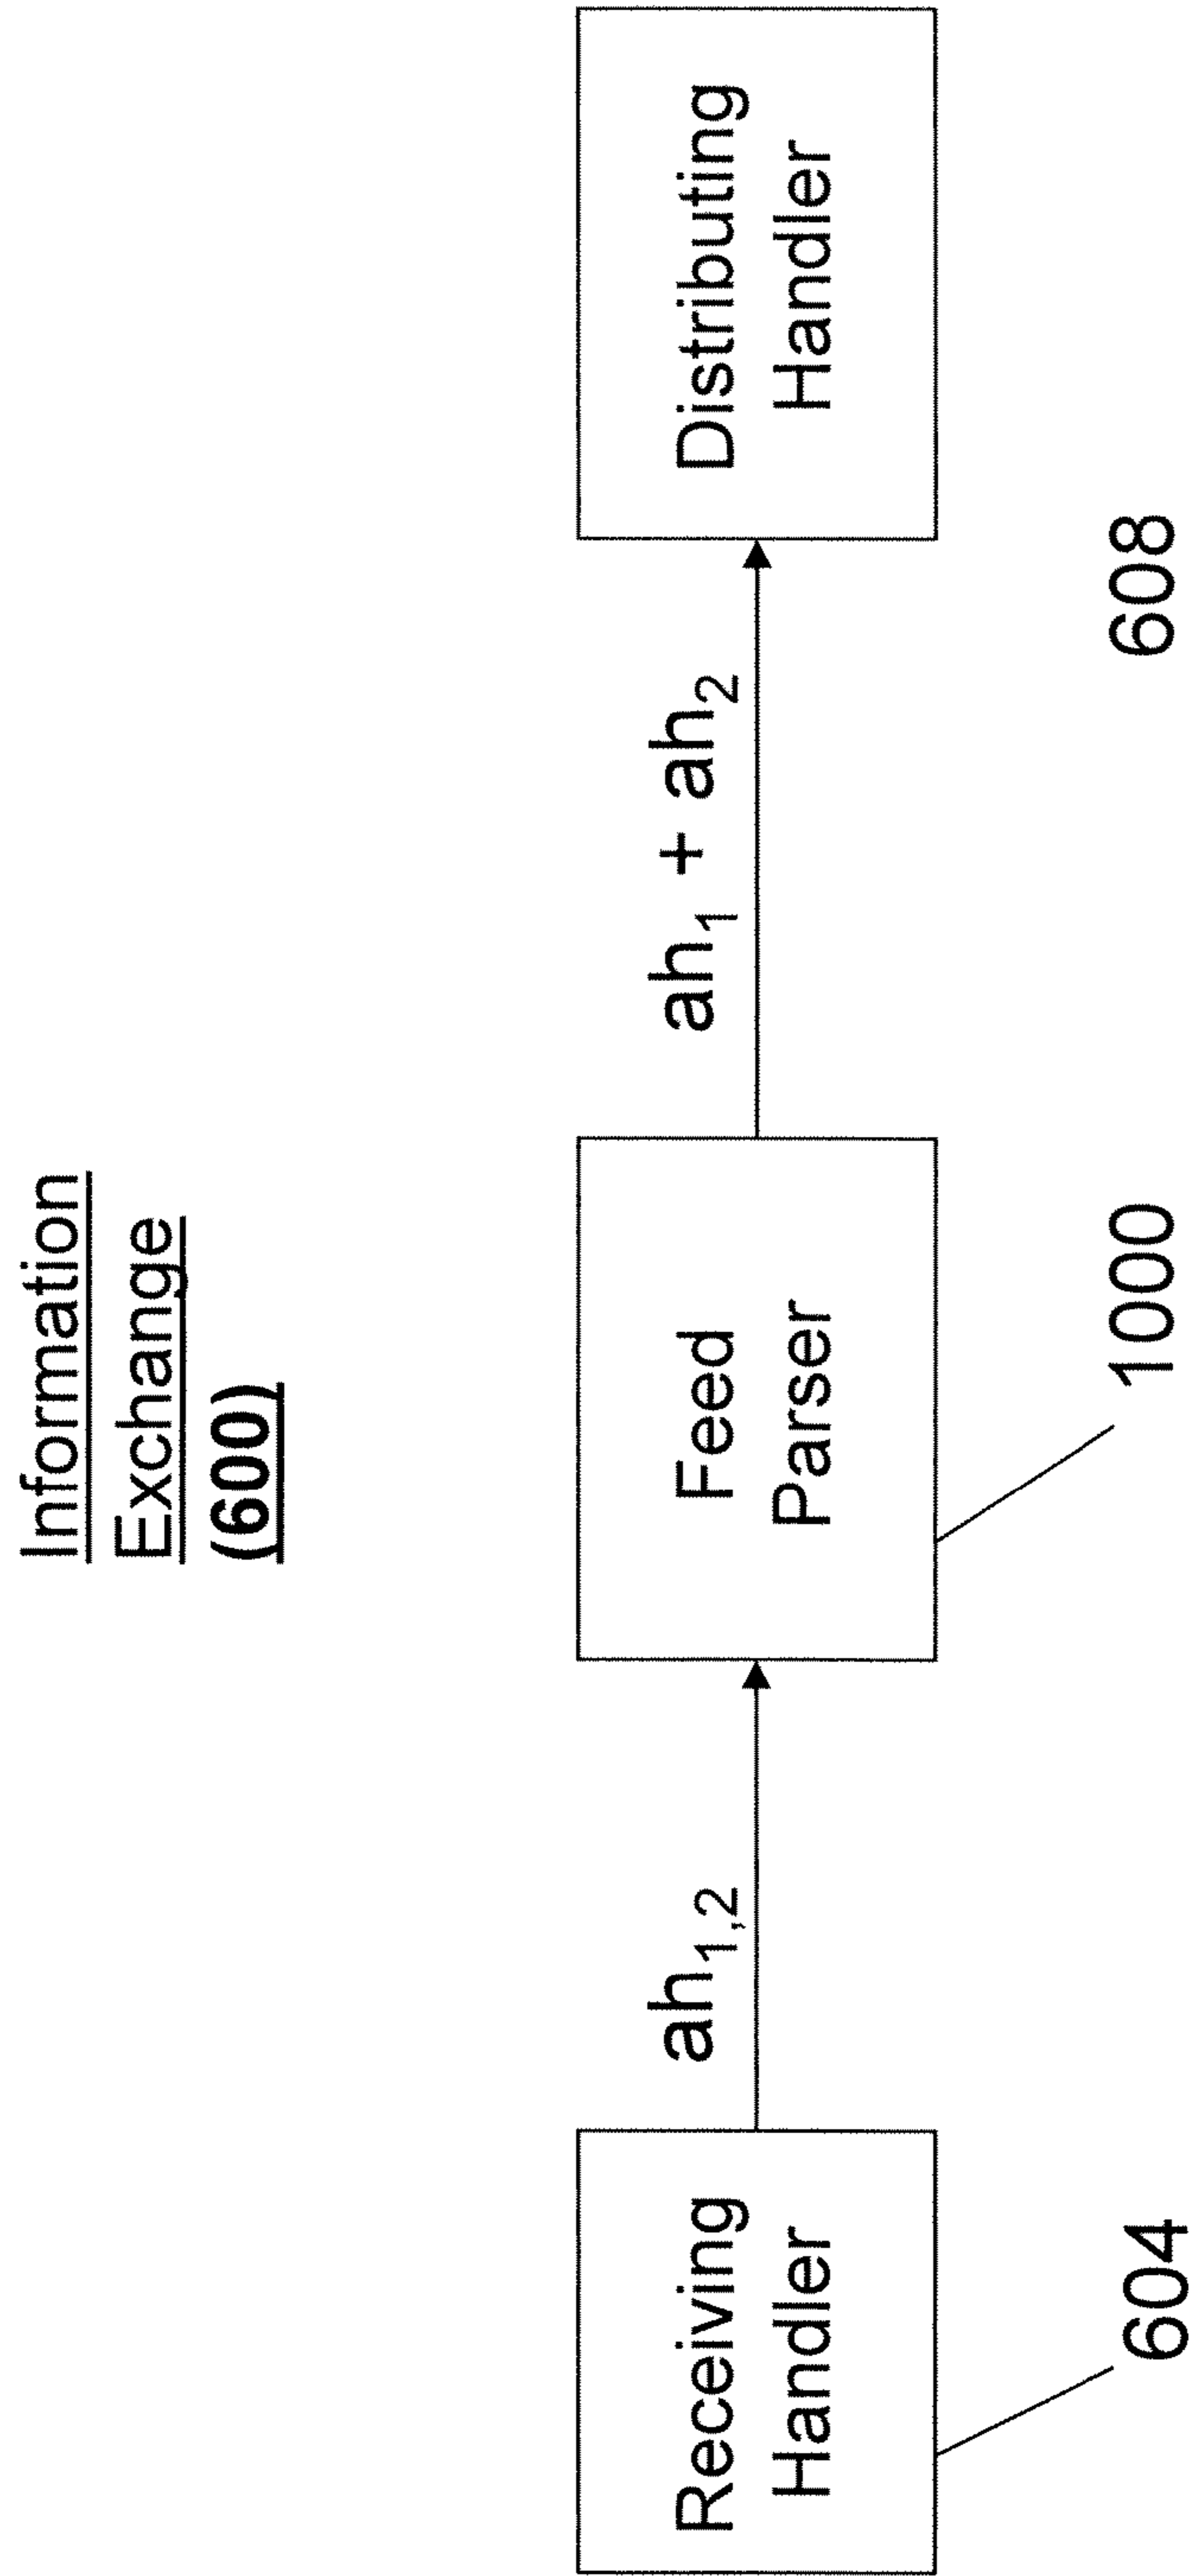 Information
Exchange
(600)
ah₁,₂
ah₁ + ah₂
Receiving
Handler
Feed
Parser
Distributing
Handler
604
1000
608